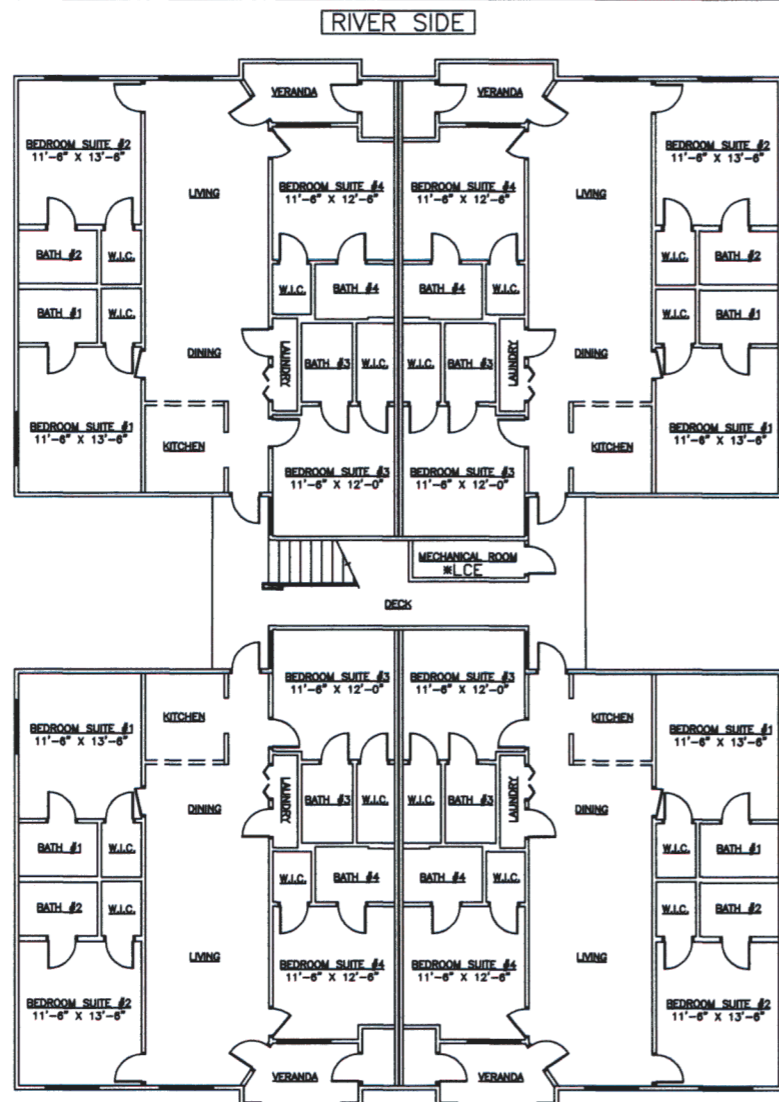 RIVER SIDE
VERANDA
VERANDA
BEDROOM SUITE #2
11'-6" X 13'-6"
LIVING
BEDROOM SUITE #4
11'-6" X 12'-6"
BEDROOM SUITE #4
11'-6" X 12'-6"
LIVING
BEDROOM SUITE #2
11'-6" X 13'-6"
BATH #2
W.I.C.
W.I.C.
BATH #4
BATH #4
W.I.C.
W.I.C.
BATH #2
BATH #1
W.I.C.
W.I.C.
BATH #1
DINING
LAUNDRY
BATH #3
W.I.C.
W.I.C.
BATH #3
LAUNDRY
DINING
BEDROOM SUITE #1
11'-6" X 13'-6"
KITCHEN
BEDROOM SUITE #3
11'-6" X 12'-0"
BEDROOM SUITE #3
11'-6" X 12'-0"
KITCHEN
BEDROOM SUITE #1
11'-6" X 13'-6"
MECHANICAL ROOM
*LCE
DECK
BEDROOM SUITE #1
11'-6" X 13'-6"
KITCHEN
BEDROOM SUITE #3
11'-6" X 12'-0"
BEDROOM SUITE #3
11'-6" X 12'-0"
KITCHEN
BEDROOM SUITE #1
11'-6" X 13'-6"
DINING
LAUNDRY
BATH #3
W.I.C.
W.I.C.
BATH #3
LAUNDRY
DINING
BATH #1
W.I.C.
W.I.C.
BATH #1
W.I.C.
BATH #4
BATH #4
W.I.C.
BATH #2
W.I.C.
W.I.C.
BATH #2
LIVING
BEDROOM SUITE #4
11'-6" X 12'-6"
BEDROOM SUITE #4
11'-6" X 12'-6"
LIVING
BEDROOM SUITE #2
11'-6" X 13'-6"
BEDROOM SUITE #2
11'-6" X 13'-6"
VERANDA
VERANDA